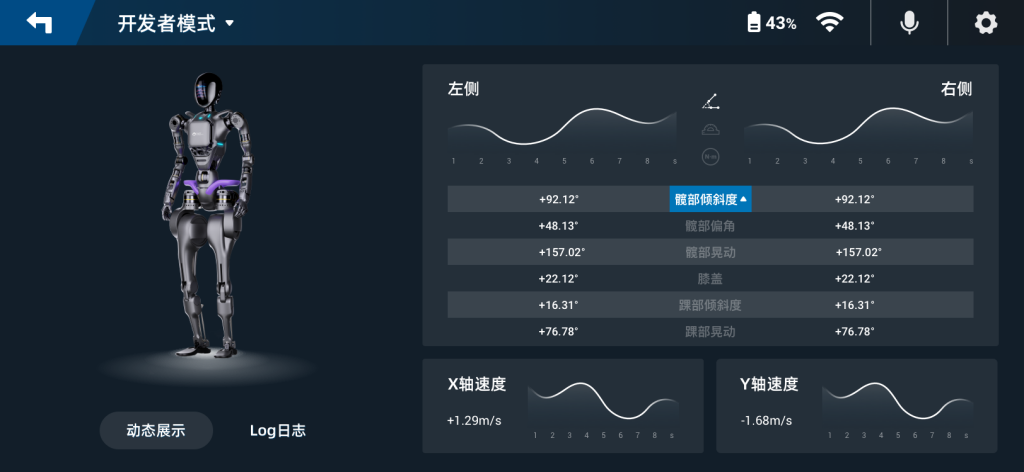 开发者模式
43%
左侧 右侧
1 2 3 4 5 6 7 8 s 1 2 3 4 5 6 7 8 s
+92.12° 髋部倾斜度 +92.12°
+48.13° 髋部偏角 +48.13°
+157.02° 髋部晃动 +157.02°
+22.12° 膝盖 +22.12°
+16.31° 踝部倾斜度 +16.31°
+76.78° 踝部晃动 +76.78°
X轴速度
+1.29m/s
1 2 3 4 5 6 7 8 s
Y轴速度
-1.68m/s
1 2 3 4 5 6 7 8 s
动态展示 Log日志